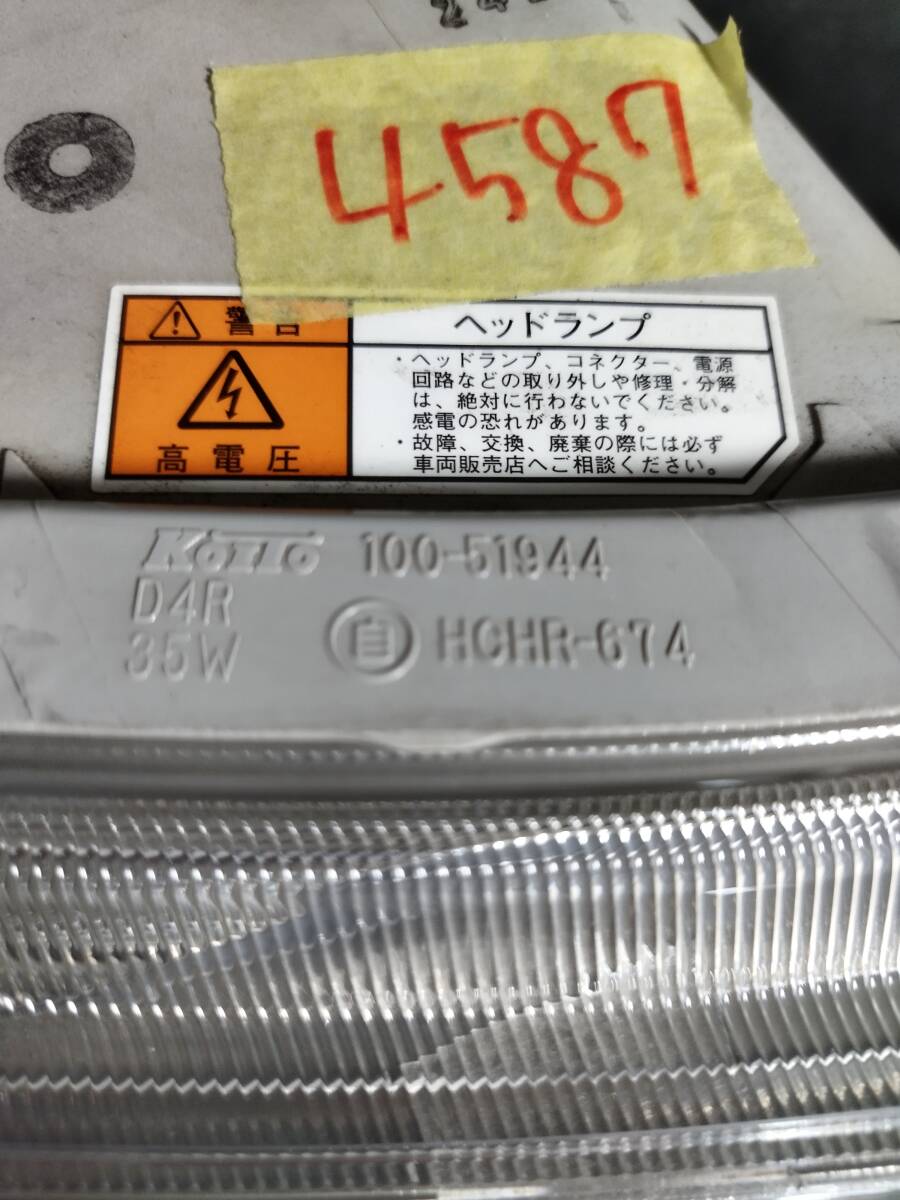 4587
警告
ヘッドランプ
高電圧
・ヘッドランプ、コネクター、電源
回路などの取り外しや修理・分解
は、絶対に行わないでください。
感電の恐れがあります。
・故障、交換、廃棄の際には必ず
車両販売店へご相談ください。
KOITO 100-51944
D4R
35W
自 HCHR-674